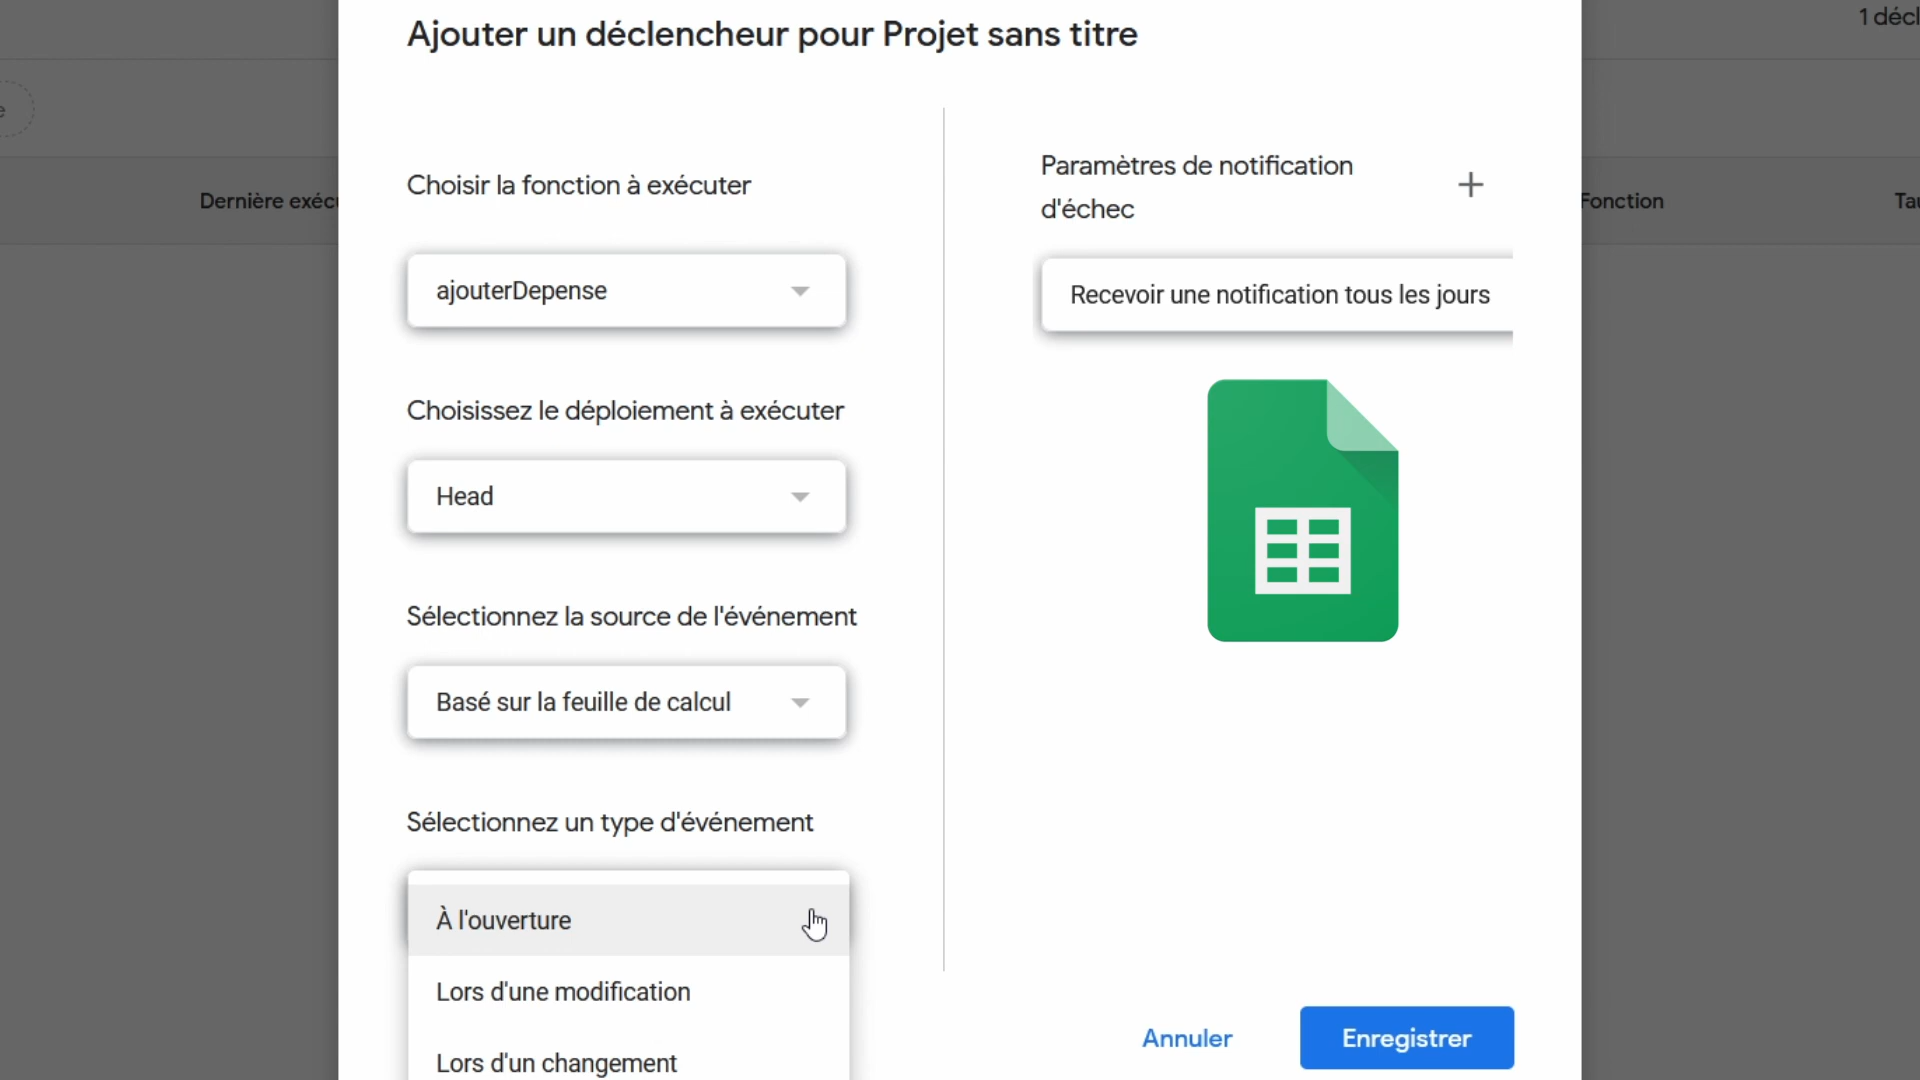 Ajouter un déclencheur pour Projet sans titre
1 décl
e
Dernière exécu
Fonction
Tau
Choisir la fonction à exécuter
ajouterDepense
Choisissez le déploiement à exécuter
Head
Sélectionnez la source de l'événement
Basé sur la feuille de calcul
Sélectionnez un type d'événement
À l'ouverture
Lors d'une modification
Lors d'un changement
Paramètres de notification
d'échec
Recevoir une notification tous les jours
Annuler
Enregistrer